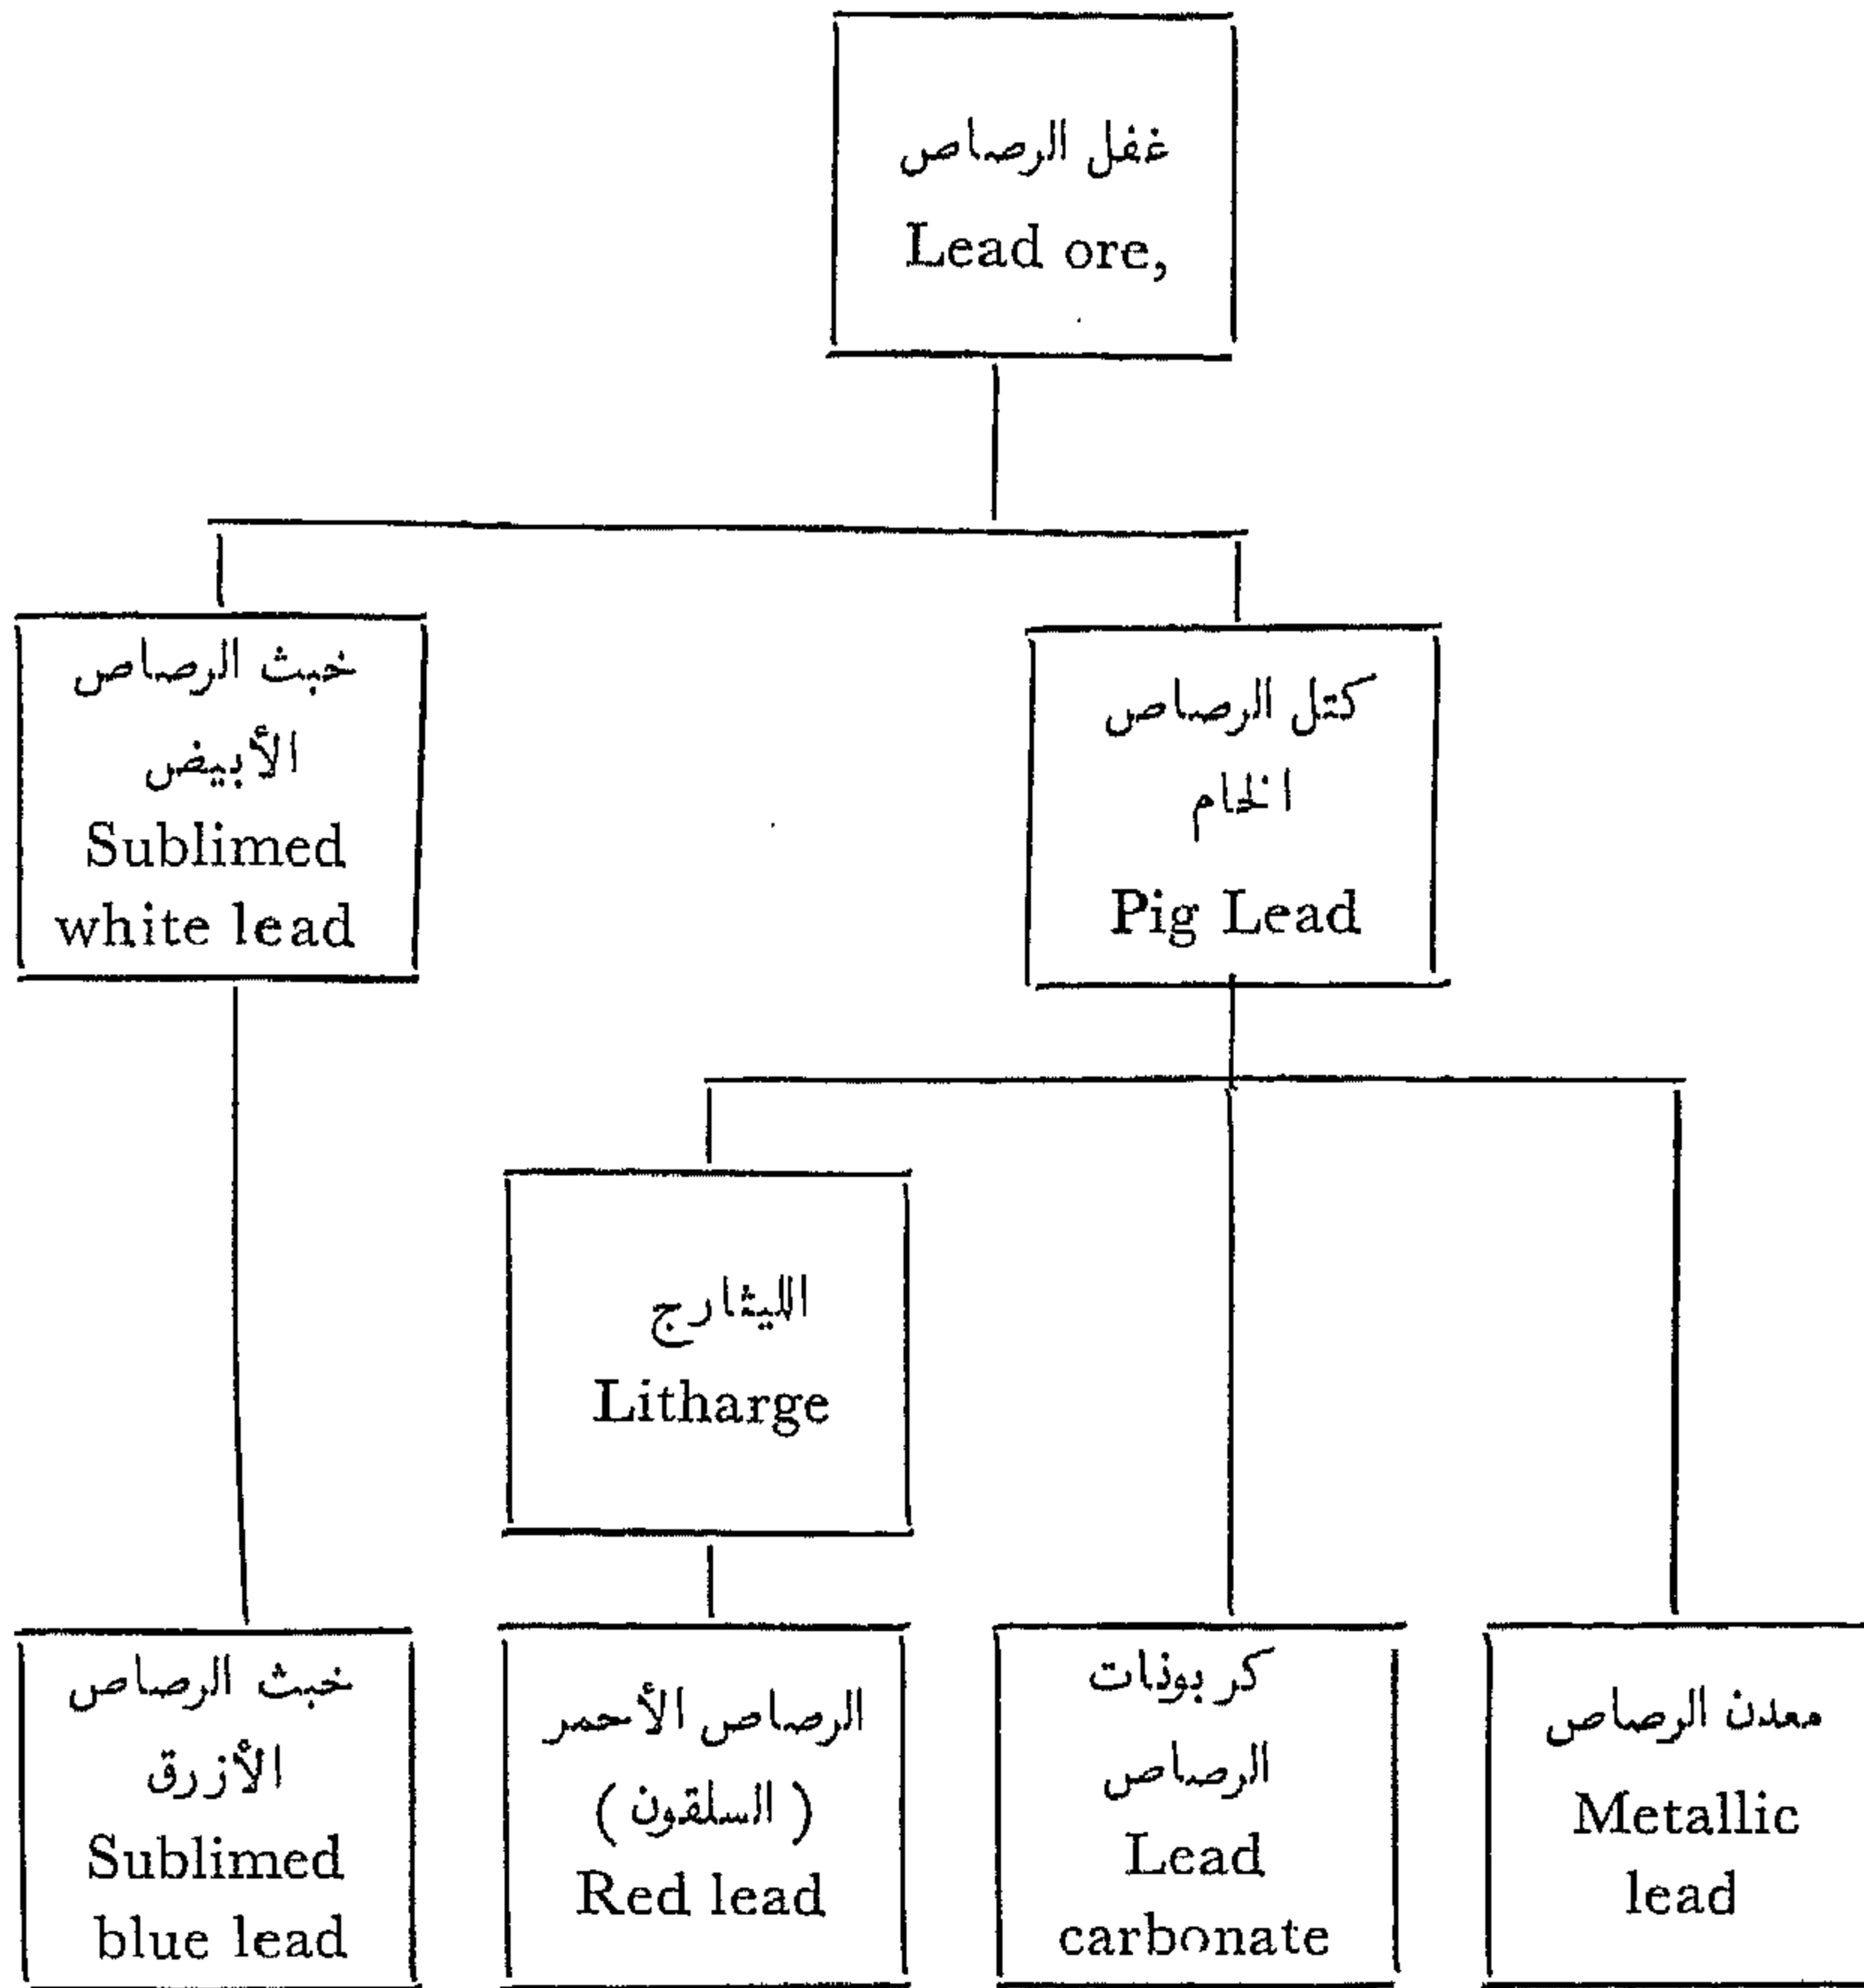 غفل الرصاص
Lead ore,
خبث الرصاص
الأبيض
Sublimed
white lead
كتل الرصاص
الخام
Pig Lead
الليثارج
Litharge
خبث الرصاص
الأزرق
Sublimed
blue lead
الرصاص الأحمر
( السلقون )
Red lead
كربونات
الرصاص
Lead
carbonate
معدن الرصاص
Metallic
lead